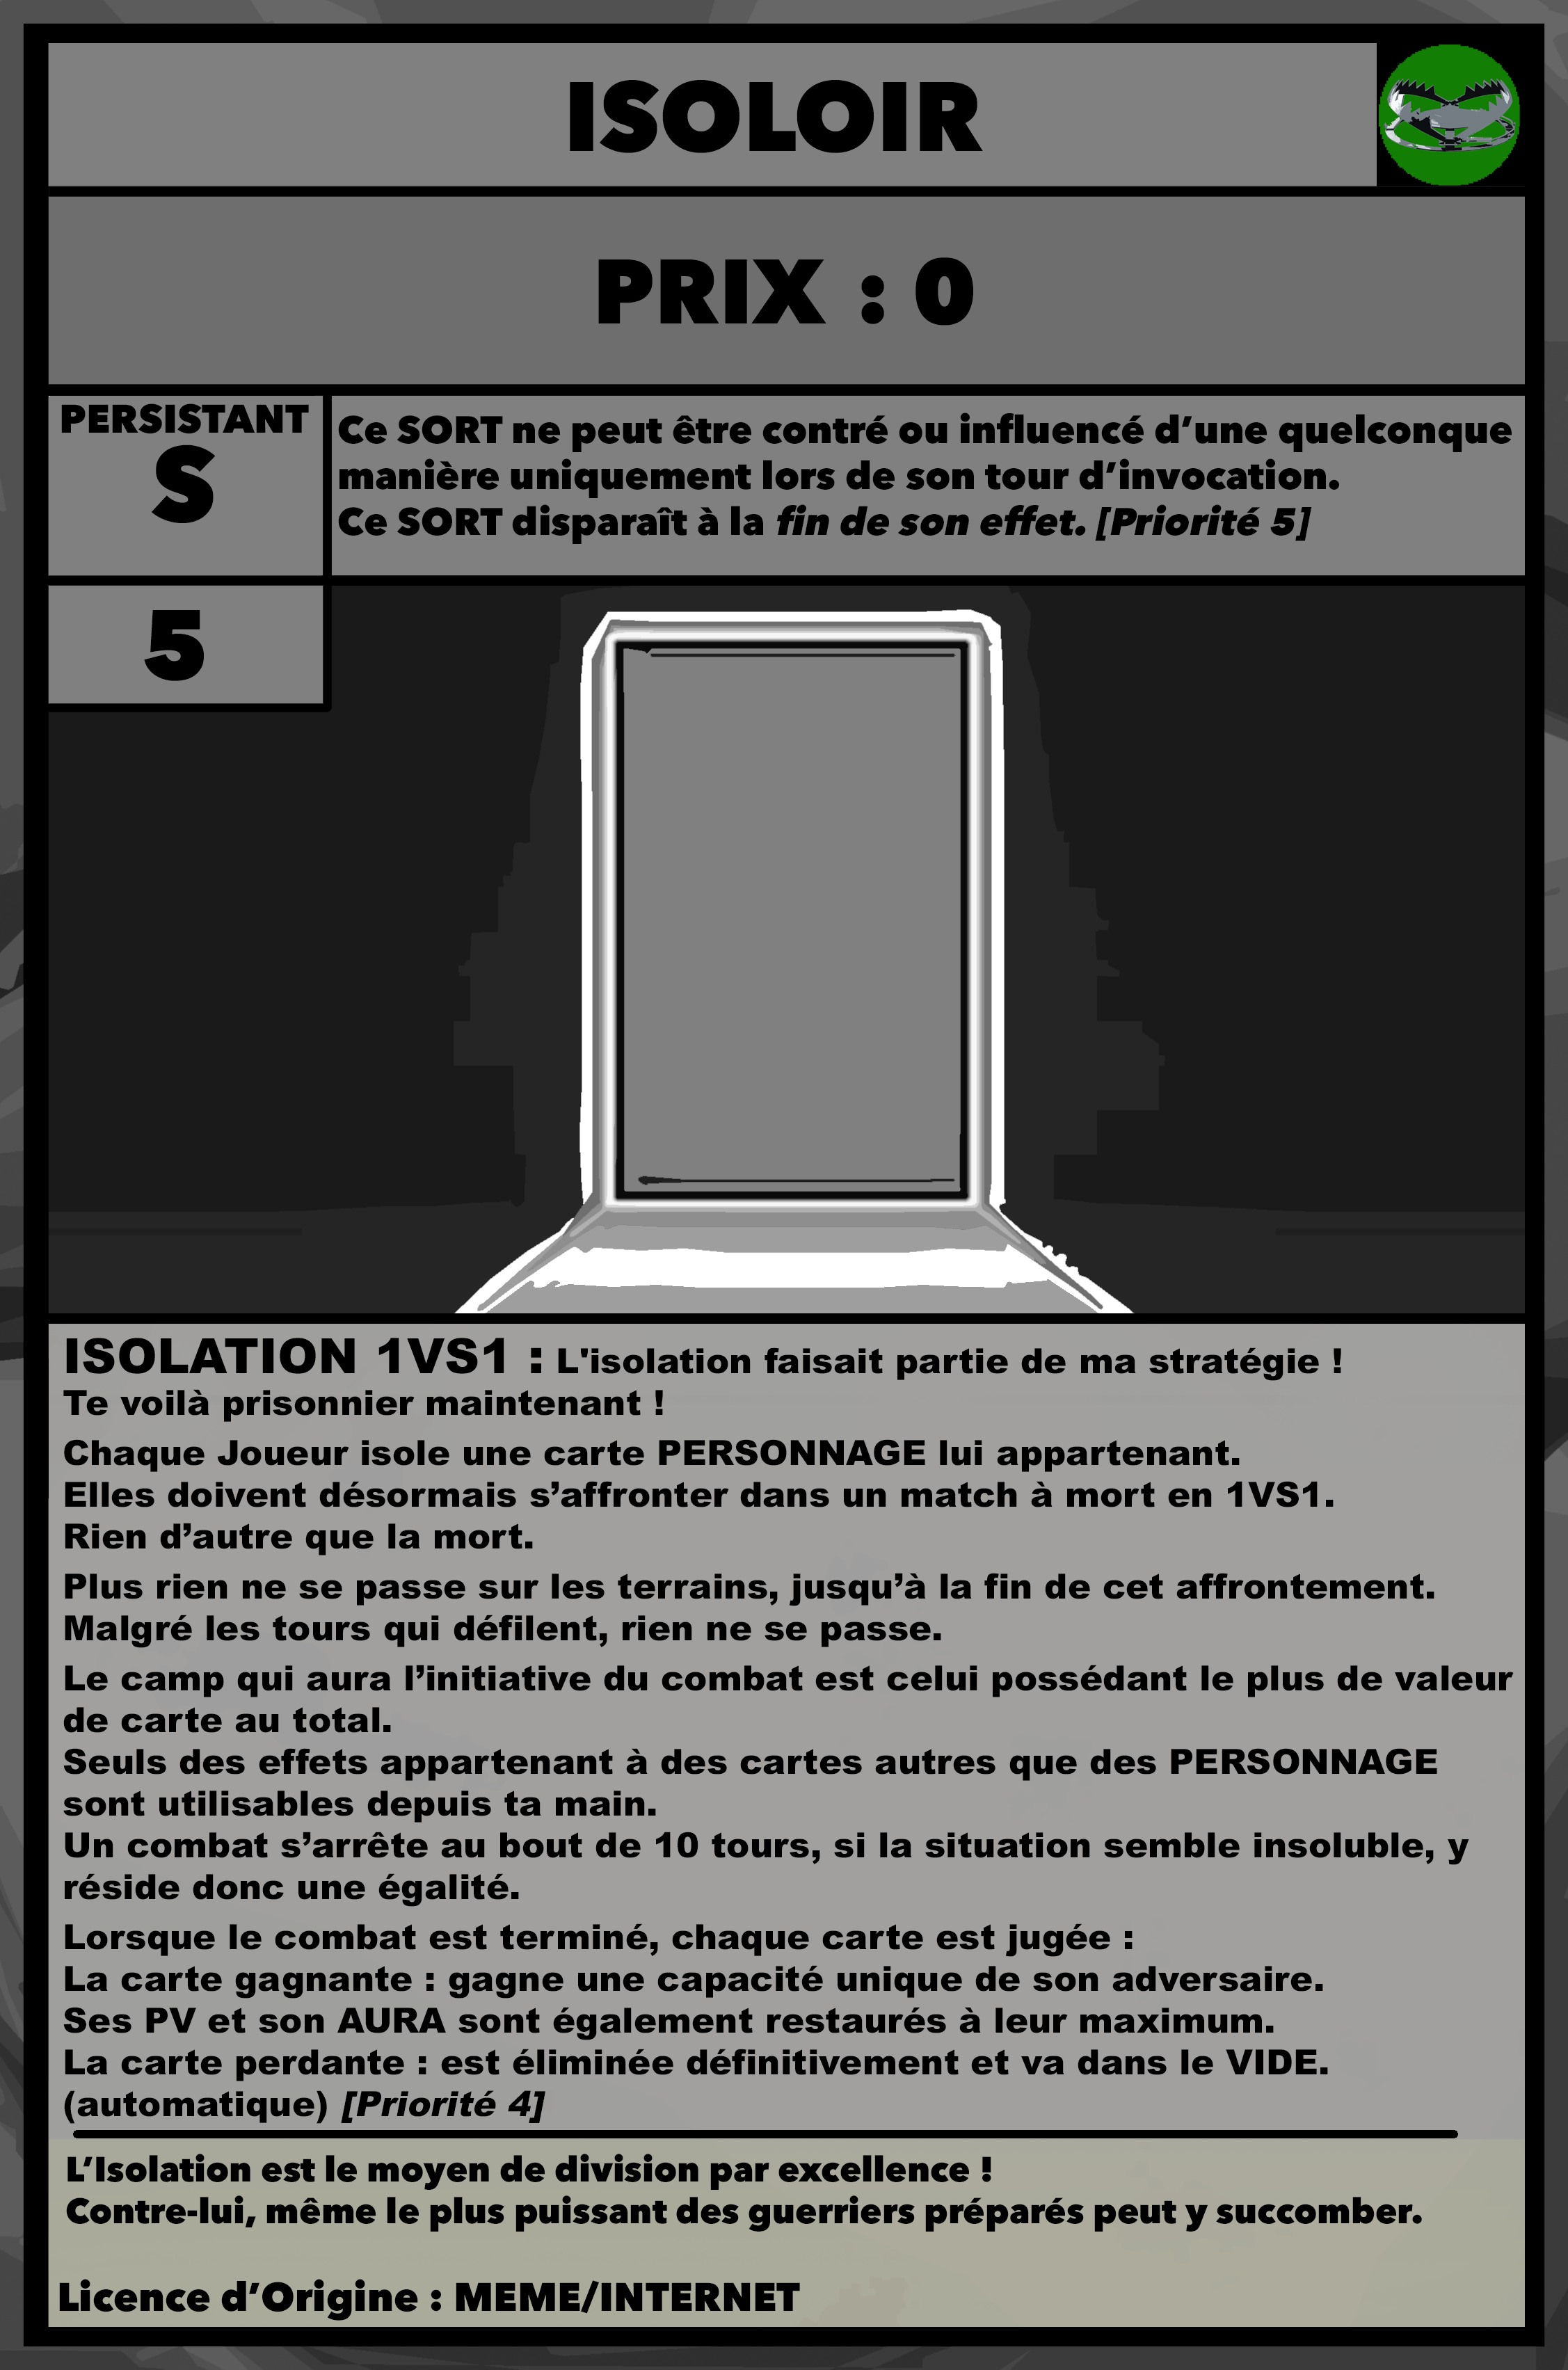 ISOLOIR
PRIX : 0
PERSISTANT
S
Ce SORT ne peut être contré ou influencé d’une quelconque
manière uniquement lors de son tour d’invocation.
Ce SORT disparaît à la fin de son effet. [Priorité 5]
5
ISOLATION 1VS1 : L'isolation faisait partie de ma stratégie !
Te voilà prisonnier maintenant !
Chaque Joueur isole une carte PERSONNAGE lui appartenant.
Elles doivent désormais s’affronter dans un match à mort en 1VS1.
Rien d’autre que la mort.
Plus rien ne se passe sur les terrains, jusqu’à la fin de cet affrontement.
Malgré les tours qui défilent, rien ne se passe.
Le camp qui aura l’initiative du combat est celui possédant le plus de valeur
de carte au total.
Seuls des effets appartenant à des cartes autres que des PERSONNAGE
sont utilisables depuis ta main.
Un combat s’arrête au bout de 10 tours, si la situation semble insoluble, y
réside donc une égalité.
Lorsque le combat est terminé, chaque carte est jugée :
La carte gagnante : gagne une capacité unique de son adversaire.
Ses PV et son AURA sont également restaurés à leur maximum.
La carte perdante : est éliminée définitivement et va dans le VIDE.
(automatique) [Priorité 4]
L’Isolation est le moyen de division par excellence !
Contre-lui, même le plus puissant des guerriers préparés peut y succomber.
Licence d’Origine : MEME/INTERNET